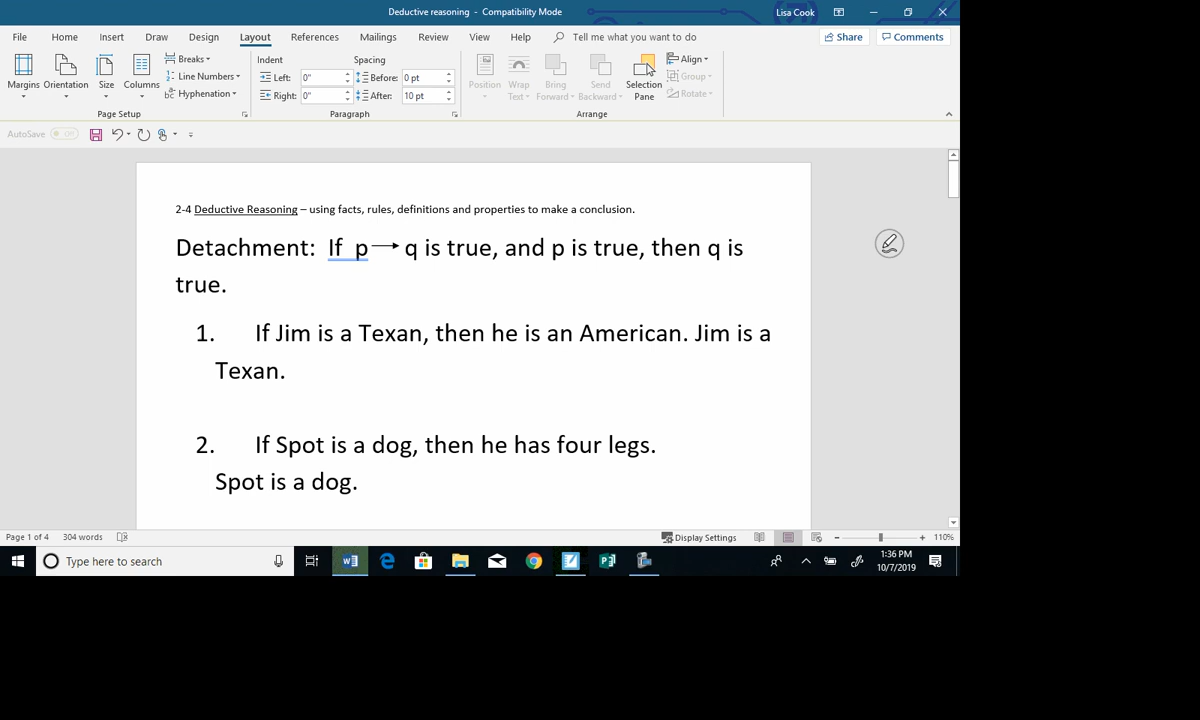 Deductive reasoning - Compatibility Mode Lisa Cook
File Home Insert Draw Design Layout References Mailings Review View Help Tell me what you want to do Share Comments
Margins Orientation Size Columns Breaks Line Numbers Hyphenation
Page Setup
Indent Spacing
Left: 0" Before: 0 pt
Right: 0" After: 10 pt
Paragraph
Position Wrap Text Bring Forward Send Backward Selection Pane Align Group Rotate
Arrange
AutoSave Off
2-4 Deductive Reasoning – using facts, rules, definitions and properties to make a conclusion.
Detachment: If p → q is true, and p is true, then q is
true.
1. If Jim is a Texan, then he is an American. Jim is a
Texan.
2. If Spot is a dog, then he has four legs.
Spot is a dog.
Page 1 of 4 304 words Display Settings 110%
Type here to search
1:36 PM
10/7/2019